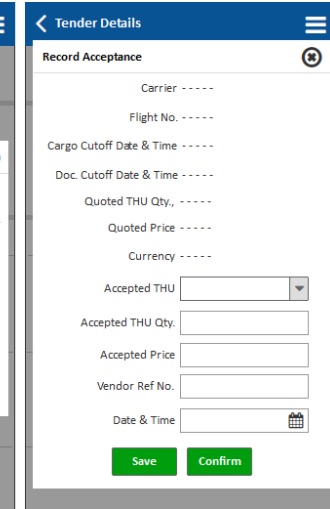 Tender Details
Record Acceptance
Carrier - - - - -
Flight No. - - - - -
Cargo Cutoff Date & Time - - - - -
Doc. Cutoff Date & Time - - - - -
Quoted THU Qty., - - - - -
Quoted Price - - - - -
Currency - - - - -
Accepted THU
Accepted THU Qty.
Accepted Price
Vendor Ref No.
Date & Time
Save Confirm